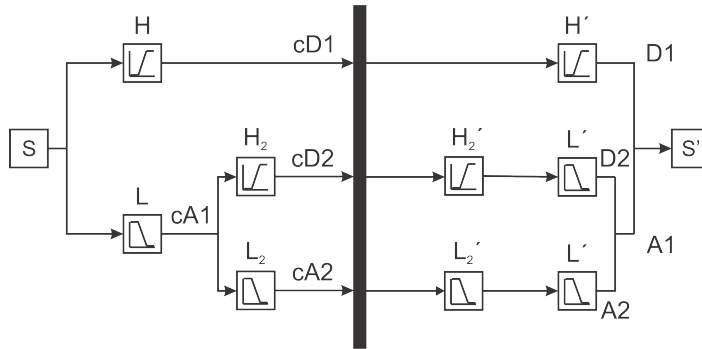 H
cD1
H´
D1
S
H₂
cD2
H₂´
L´
D2
S'
L
cA1
L₂
cA2
L₂´
L´
A1
A2